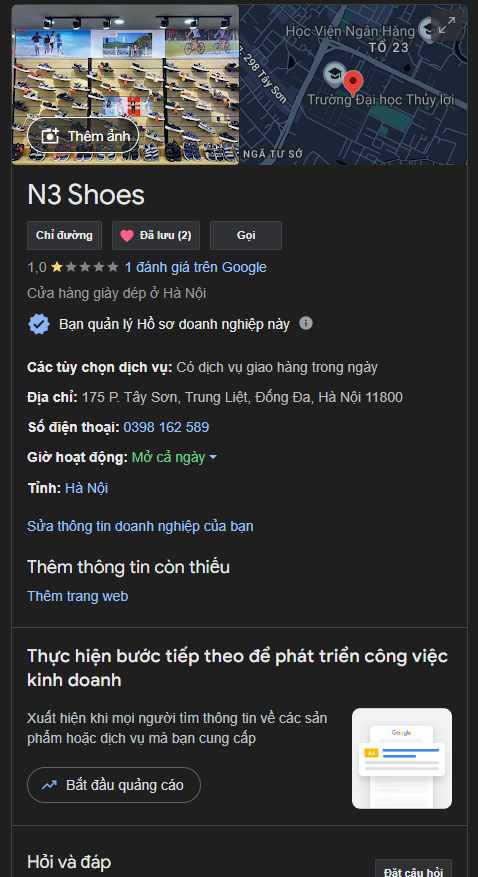 Học Viện Ngân Hàng
TỔ 23
298 Tây Sơn
Trường Đại học Thủy lợi
NGÃ TƯ SỞ
Thêm ảnh
N3 Shoes
Chỉ đường
Đã lưu (2)
Gọi
1,0 1 đánh giá trên Google
Cửa hàng giày dép ở Hà Nội
Bạn quản lý Hồ sơ doanh nghiệp này
Các tùy chọn dịch vụ: Có dịch vụ giao hàng trong ngày
Địa chỉ: 175 P. Tây Sơn, Trung Liệt, Đống Đa, Hà Nội 11800
Số điện thoại: 0398 162 589
Giờ hoạt động: Mở cả ngày
Tỉnh: Hà Nội
Sửa thông tin doanh nghiệp của bạn
Thêm thông tin còn thiếu
Thêm trang web
Thực hiện bước tiếp theo để phát triển công việc
kinh doanh
Xuất hiện khi mọi người tìm thông tin về các sản
phẩm hoặc dịch vụ mà bạn cung cấp
Google
Ad
Bắt đầu quảng cáo
Hỏi và đáp
Đặt câu hỏi